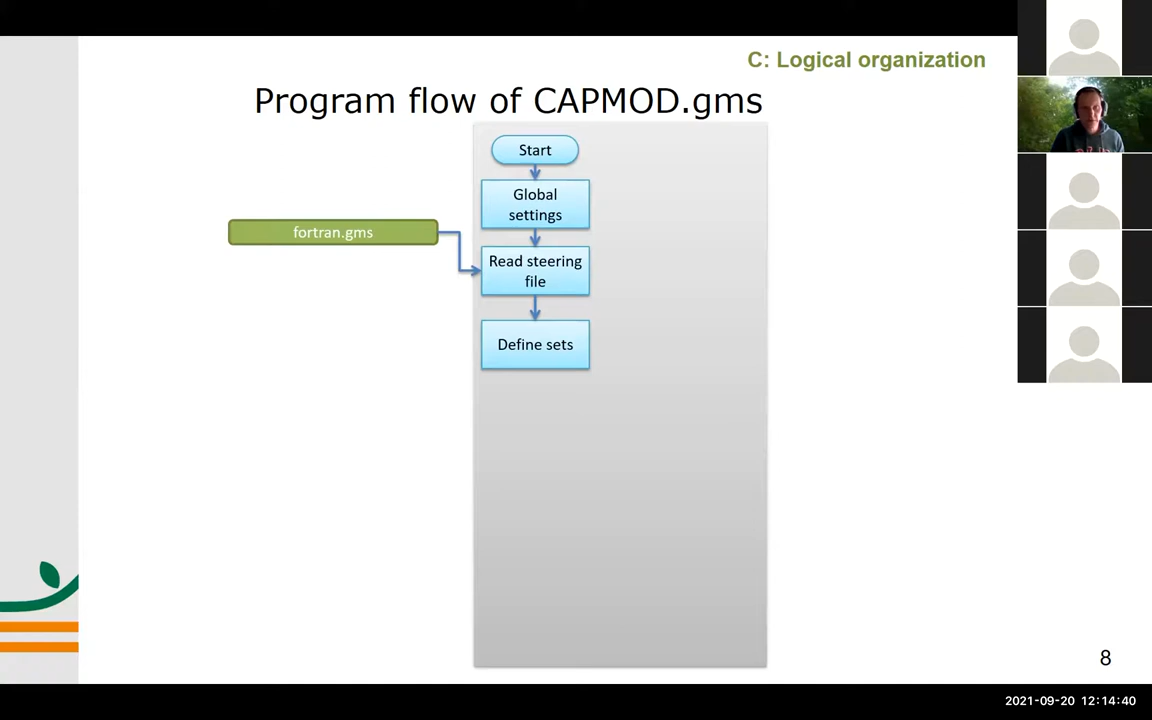 C: Logical organization
Program flow of CAPMOD.gms
Start
Global
settings
fortran.gms
Read steering
file
Define sets
8
2021-09-20 12:14:40